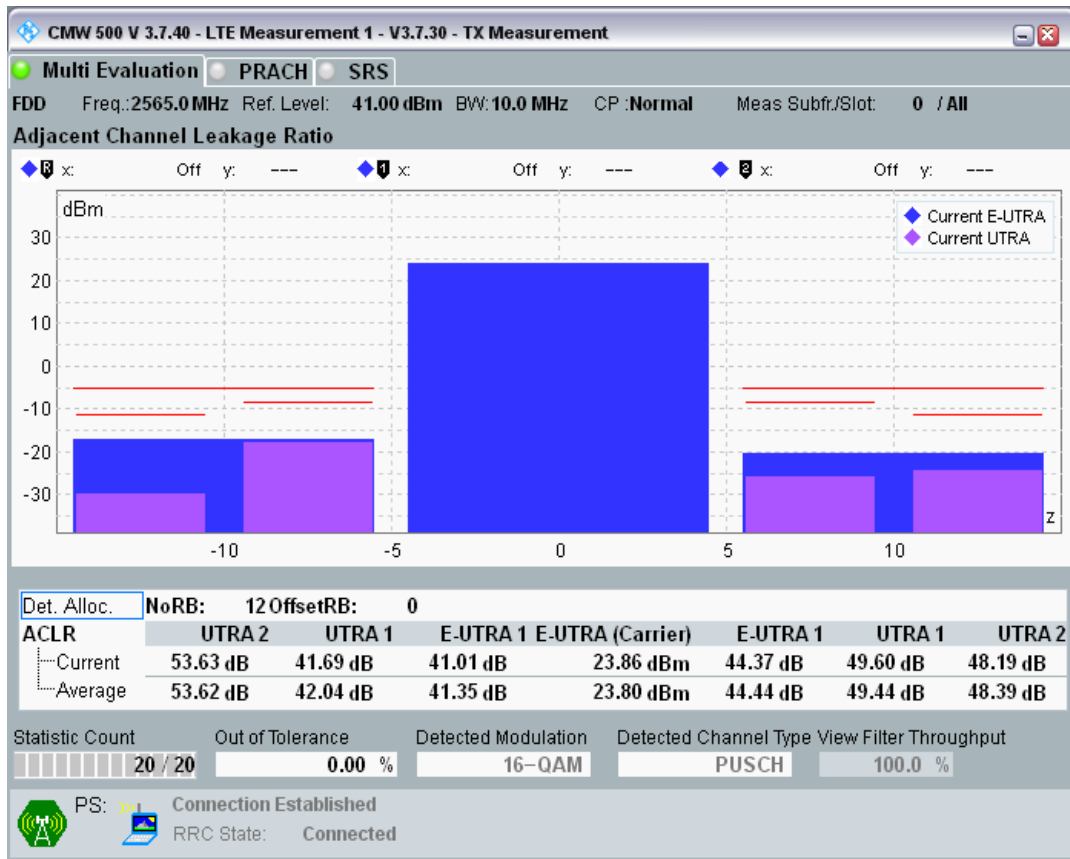 CMW 500 V 3.7.40 - LTE Measurement 1 - V3.7.30 - TX Measurement
Multi Evaluation PRACH SRS
FDD Freq.:2565.0 MHz Ref. Level: 41.00 dBm BW:10.0 MHz CP :Normal Meas Subfr./Slot: 0 / All
Adjacent Channel Leakage Ratio
R x: Off y: --- 1 x: Off y: --- 2 x: Off y: ---
dBm
Current E-UTRA
Current UTRA
30
20
10
0
-10
-20
-30
z
-10 -5 0 5 10
Det. Alloc. NoRB: 12 OffsetRB: 0
ACLR UTRA 2 UTRA 1 E-UTRA 1 E-UTRA (Carrier) E-UTRA 1 UTRA 1 UTRA 2
Current 53.63 dB 41.69 dB 41.01 dB 23.86 dBm 44.37 dB 49.60 dB 48.19 dB
Average 53.62 dB 42.04 dB 41.35 dB 23.80 dBm 44.44 dB 49.44 dB 48.39 dB
Statistic Count Out of Tolerance Detected Modulation Detected Channel Type View Filter Throughput
20 / 20 0.00 % 16-QAM PUSCH 100.0 %
PS: Connection Established
RRC State: Connected